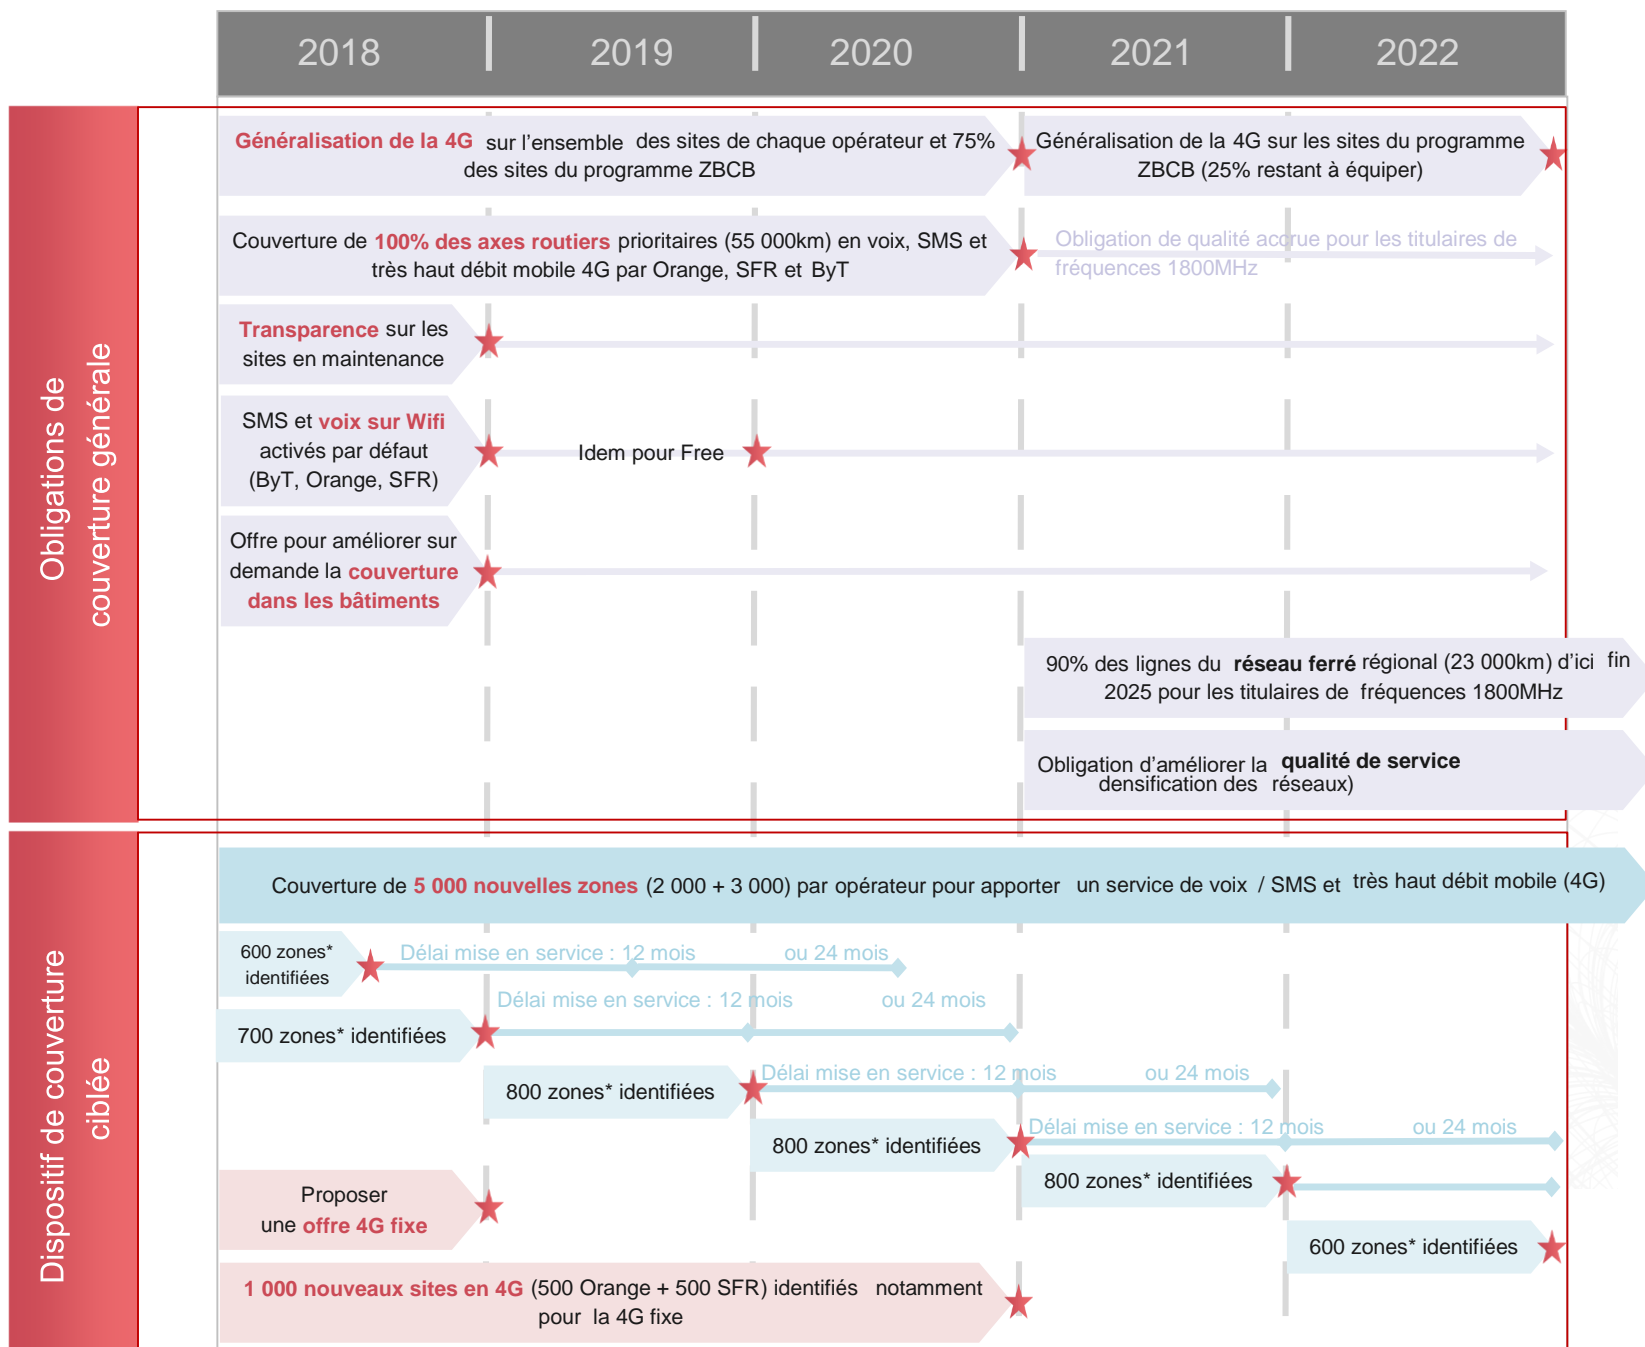 2018
2019
2020
2021
2022
Obligations de
couverture générale
Généralisation de la 4G sur l'ensemble des sites de chaque opérateur et 75%
des sites du programme ZBCB
Généralisation de la 4G sur les sites du programme
ZBCB (25% restant à équiper)
Couverture de 100% des axes routiers prioritaires (55 000km) en voix, SMS et
très haut débit mobile 4G par Orange, SFR et ByT
Obligation de qualité accrue pour les titulaires de
fréquences 1800MHz
Transparence sur les
sites en maintenance
SMS et voix sur Wifi
activés par défaut
(ByT, Orange, SFR)
Idem pour Free
Offre pour améliorer sur
demande la couverture
dans les bâtiments
90% des lignes du réseau ferré régional (23 000km) d'ici fin
2025 pour les titulaires de fréquences 1800MHz
Obligation d'améliorer la qualité de service
densification des réseaux)
Dispositif de couverture
ciblée
Couverture de 5 000 nouvelles zones (2 000 + 3 000) par opérateur pour apporter un service de voix / SMS et très haut débit mobile (4G)
600 zones*
identifiées
Délai mise en service : 12 mois
ou 24 mois
Délai mise en service : 12 mois
ou 24 mois
700 zones* identifiées
Délai mise en service : 12 mois
ou 24 mois
800 zones* identifiées
Délai mise en service : 12 mois
ou 24 mois
800 zones* identifiées
800 zones* identifiées
Proposer
une offre 4G fixe
600 zones* identifiées
1 000 nouveaux sites en 4G (500 Orange + 500 SFR) identifiés notamment
pour la 4G fixe